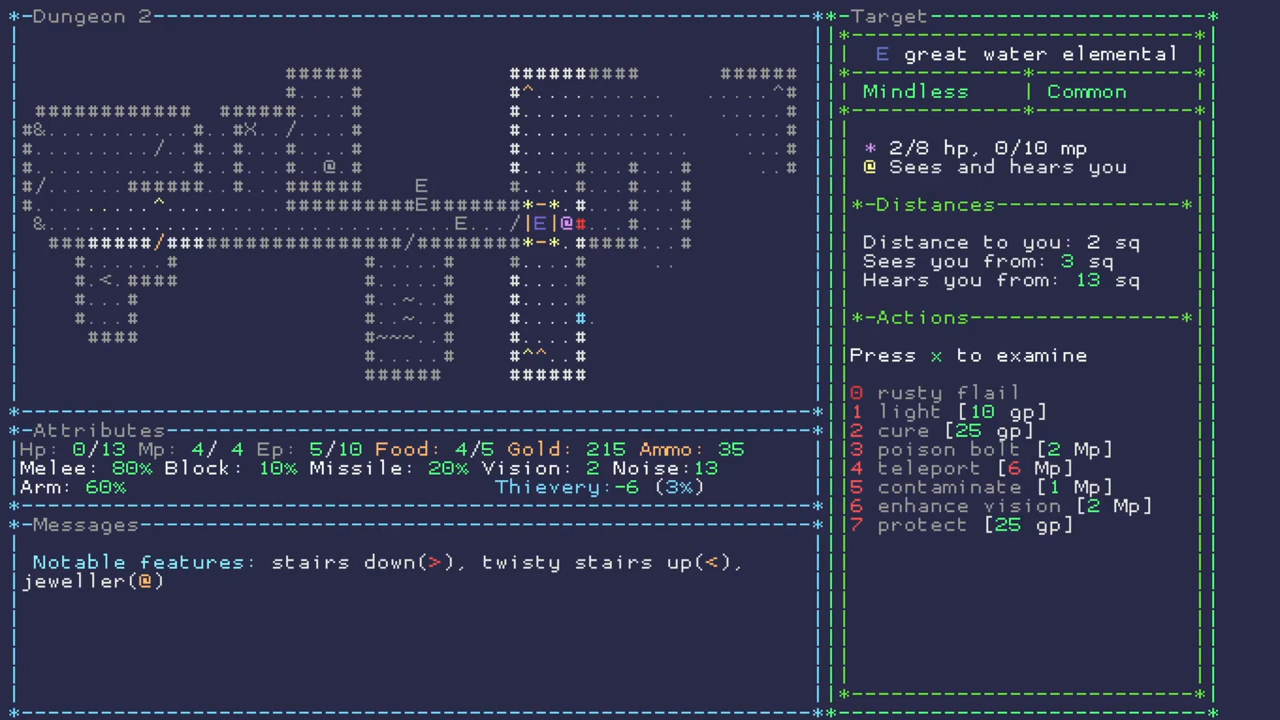 Dungeon 2
Target
E great water elemental
Mindless | Common
* 2/8 hp, 0/10 mp
@ Sees and hears you
Distances
Distance to you: 2 sq
Sees you from: 3 sq
Hears you from: 13 sq
Actions
Press x to examine
0 rusty flail
1 light [10 gp]
2 cure [25 gp]
3 poison bolt [2 Mp]
4 teleport [6 Mp]
5 contaminate [1 Mp]
6 enhance vision [2 Mp]
7 protect [25 gp]
Attributes
Hp: 0/13 Mp: 4/ 4 Ep: 5/10 Food: 4/5 Gold: 215 Ammo: 35
Melee: 80% Block: 10% Missile: 20% Vision: 2 Noise:13
Arm: 60% Thievery:-6 (3%)
Messages
Notable features: stairs down(>), twisty stairs up(<),
jeweller(@)